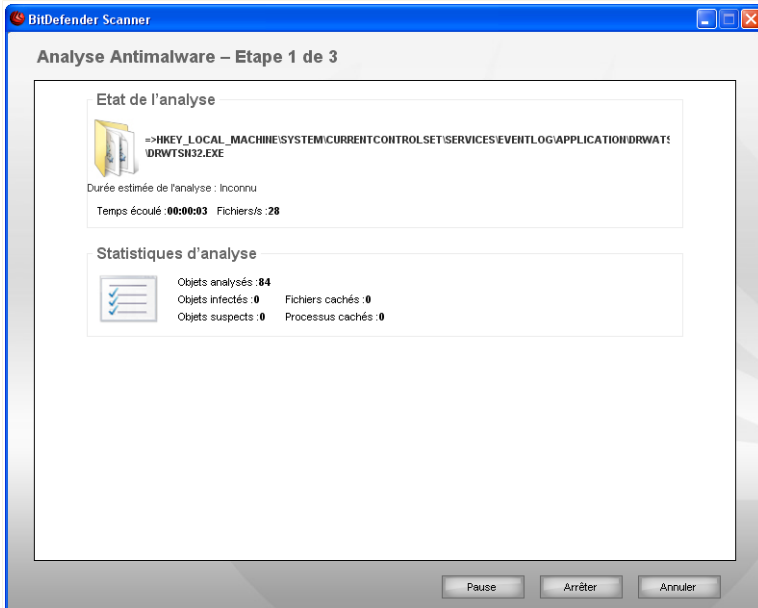 BitDefender Scanner
Analyse Antimalware – Etape 1 de 3
Etat de l'analyse
=>HKEY_LOCAL_MACHINE\SYSTEM\CURRENTCONTROLSET\SERVICES\EVENTLOG\APPLICATION\DRWATS
\DRWTSN32.EXE
Durée estimée de l'analyse : Inconnu
Temps écoulé :00:00:03 Fichiers/s :28
Statistiques d'analyse
Objets analysés :84
Objets infectés :0 Fichiers cachés :0
Objets suspects :0 Processus cachés :0
Pause Arrêter Annuler